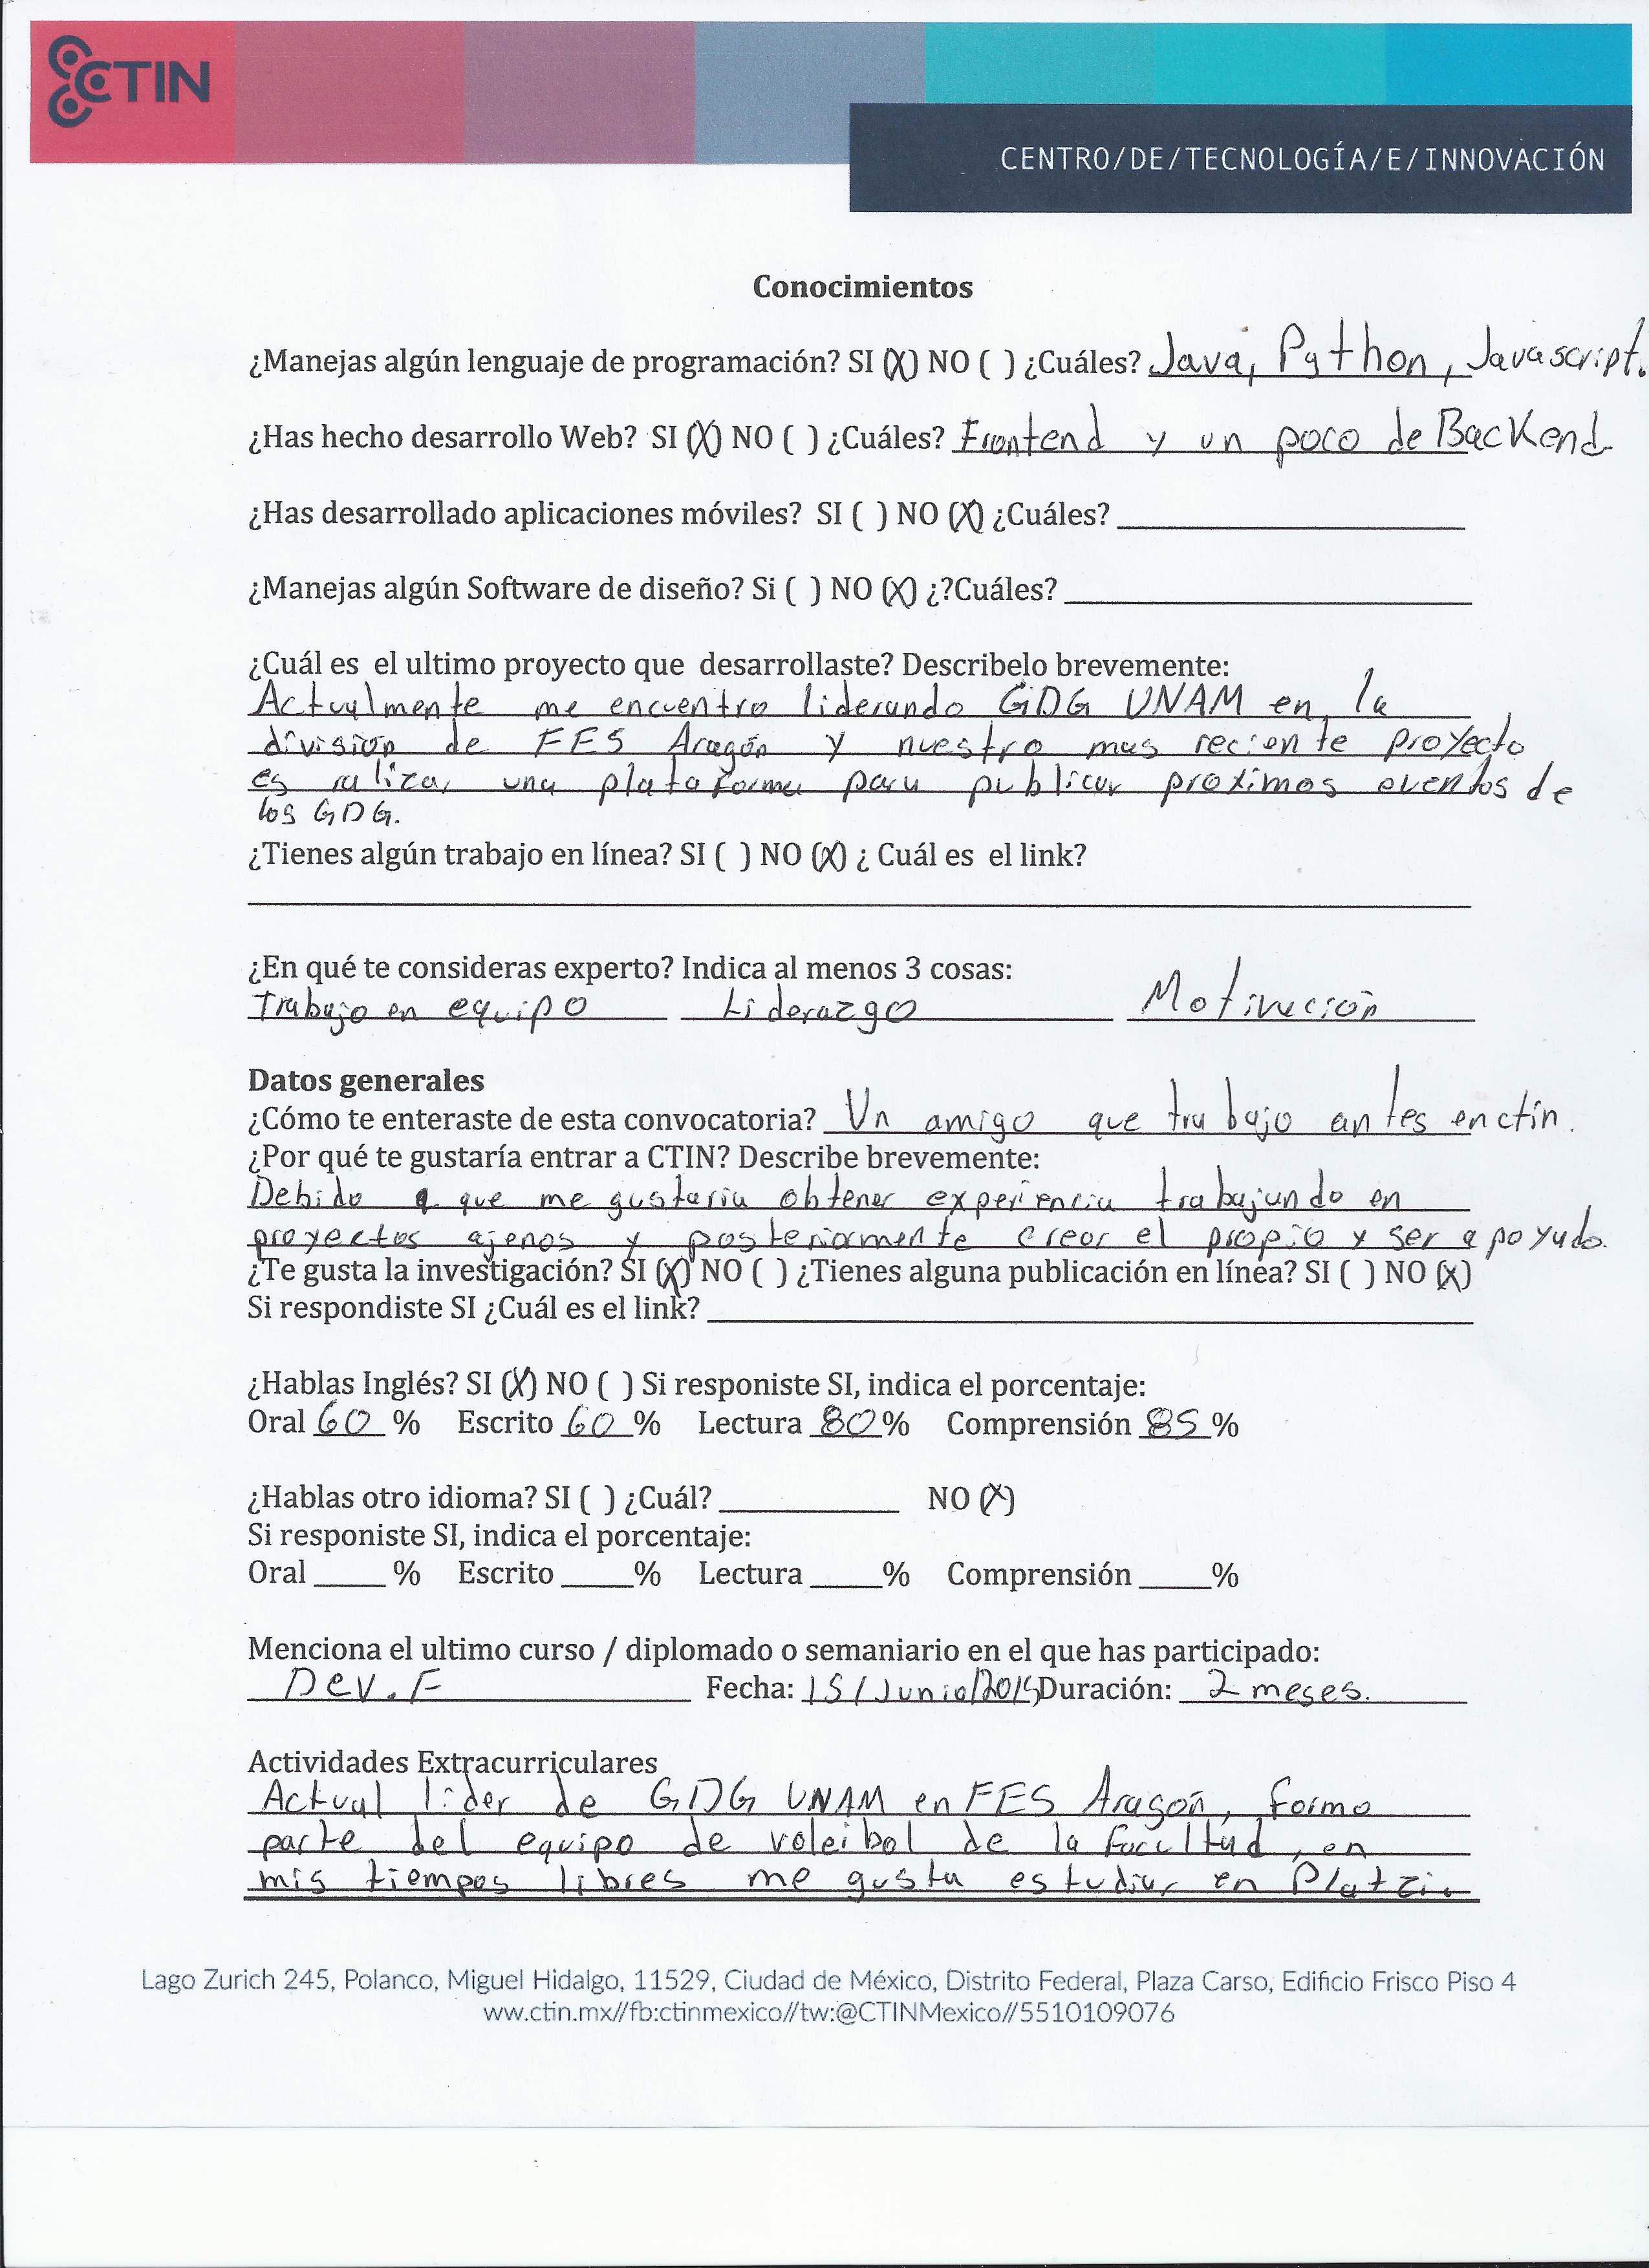 CTIN
CENTRO/DE/TECNOLOGÍA/E/INNOVACIÓN
Conocimientos
¿Manejas algún lenguaje de programación? SI (X) NO ( ) ¿Cuáles? Java, Python, Javascript.
¿Has hecho desarrollo Web? SI (X) NO ( ) ¿Cuáles? Frontend y un poco de Backend
¿Has desarrollado aplicaciones móviles? SI ( ) NO (X) ¿Cuáles? ____
¿Manejas algún Software de diseño? Si ( ) NO (X) ¿?Cuáles? ____
¿Cuál es el ultimo proyecto que desarrollaste? Describelo brevemente:
Actualmente me encuentro liderando GDG UNAM en la
división de FES Aragón y nuestro mas reciente proyecto
es realizar una plataforma para publicar proximos eventos de
los GDG.
¿Tienes algún trabajo en línea? SI ( ) NO (X) ¿ Cuál es el link?
¿En qué te consideras experto? Indica al menos 3 cosas:
Trabajo en equipo Liderazgo Motivación
Datos generales
¿Cómo te enteraste de esta convocatoria? Un amigo que trabajo antes en ctin.
¿Por qué te gustaría entrar a CTIN? Describe brevemente:
Debido a que me gustaria obtener experiencia trabajando en
proyectos ajenos y posteriormente crear el propio y ser apoyado.
¿Te gusta la investigación? SI (X) NO ( ) ¿Tienes alguna publicación en línea? SI ( ) NO (X)
Si respondiste SI ¿Cuál es el link? ____
¿Hablas Inglés? SI (X) NO ( ) Si responiste SI, indica el porcentaje:
Oral 60 % Escrito 60 % Lectura 80 % Comprensión 85 %
¿Hablas otro idioma? SI ( ) ¿Cuál? ____ NO (X)
Si responiste SI, indica el porcentaje:
Oral ____ % Escrito ____% Lectura ____% Comprensión ____%
Menciona el ultimo curso / diplomado o semaniario en el que has participado:
Dev.F Fecha: 15/Junio/2015 Duración: 2 meses.
Actividades Extracurriculares
Actual lider de GDG UNAM en FES Aragón, formo
parte del equipo de voleibol de la facultad, en
mis tiempos libres me gusta estudiar en Platzi.
Lago Zurich 245, Polanco, Miguel Hidalgo, 11529, Ciudad de México, Distrito Federal, Plaza Carso, Edificio Frisco Piso 4
ww.ctin.mx//fb:ctinmexico//tw:@CTINMexico//5510109076